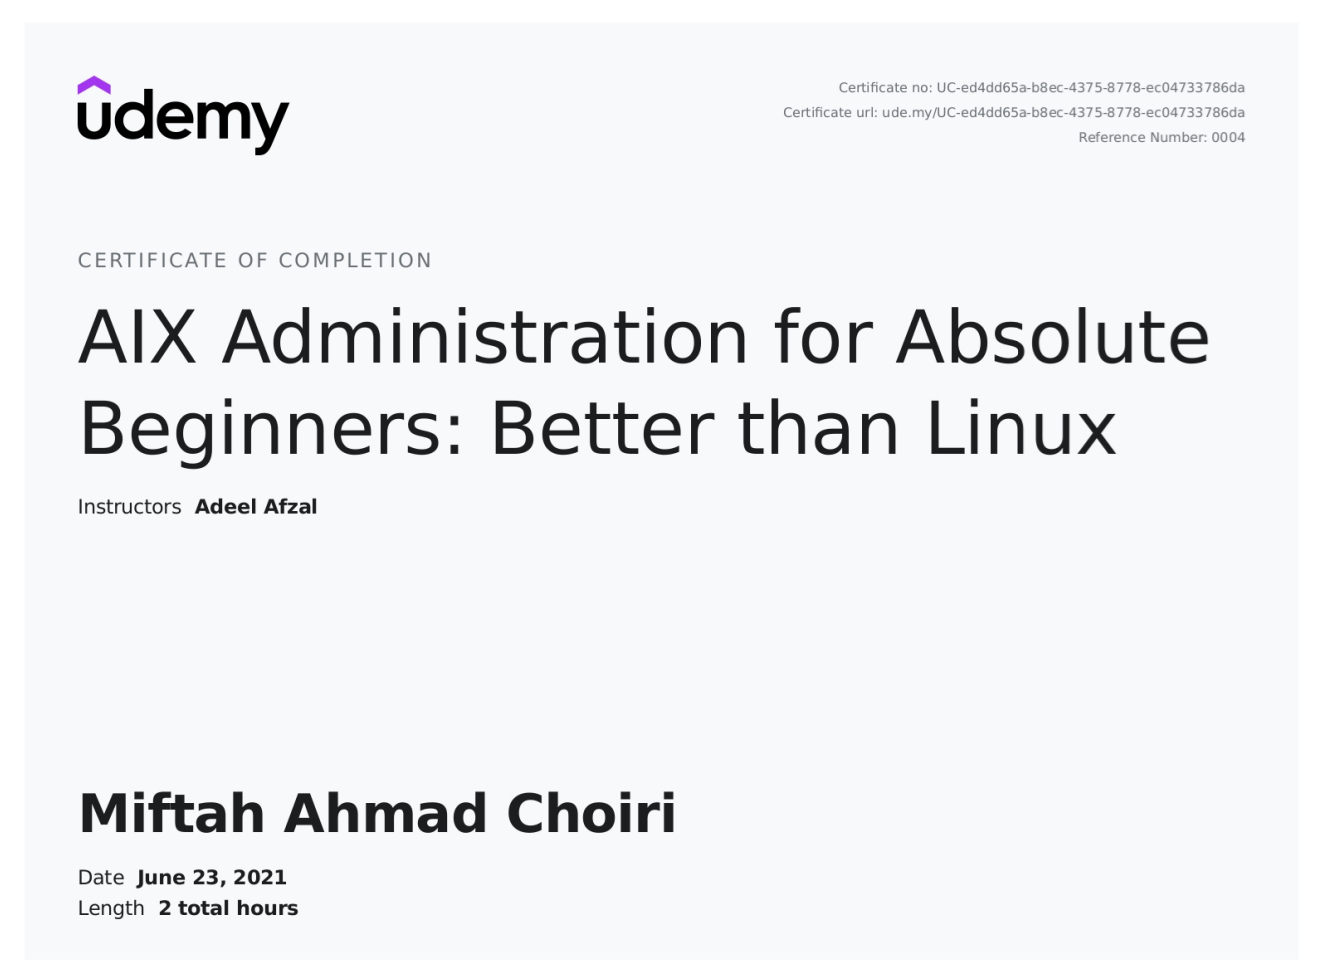 udemy
Certificate no: UC-ed4dd65a-b8ec-4375-8778-ec04733786da
Certificate url: ude.my/UC-ed4dd65a-b8ec-4375-8778-ec04733786da
Reference Number: 0004
CERTIFICATE OF COMPLETION
AIX Administration for Absolute
Beginners: Better than Linux
Instructors Adeel Afzal
Miftah Ahmad Choiri
Date June 23, 2021
Length 2 total hours